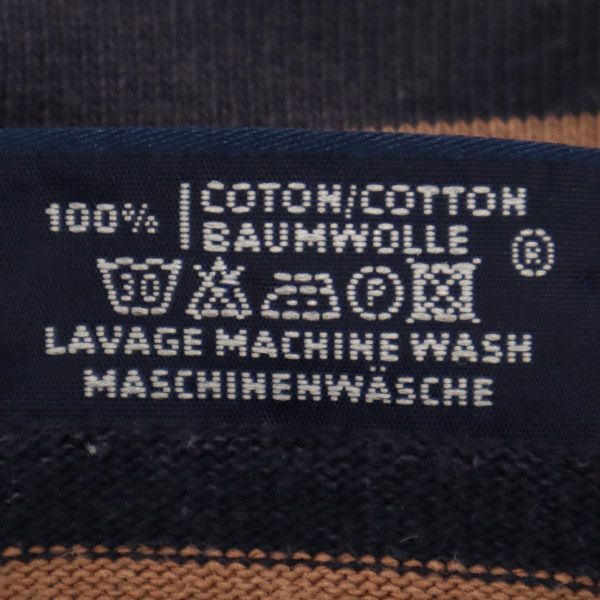 100% COTON/COTTON
BAUMWOLLE
®
30 P
LAVAGE MACHINE WASH
MASCHINENWÄSCHE